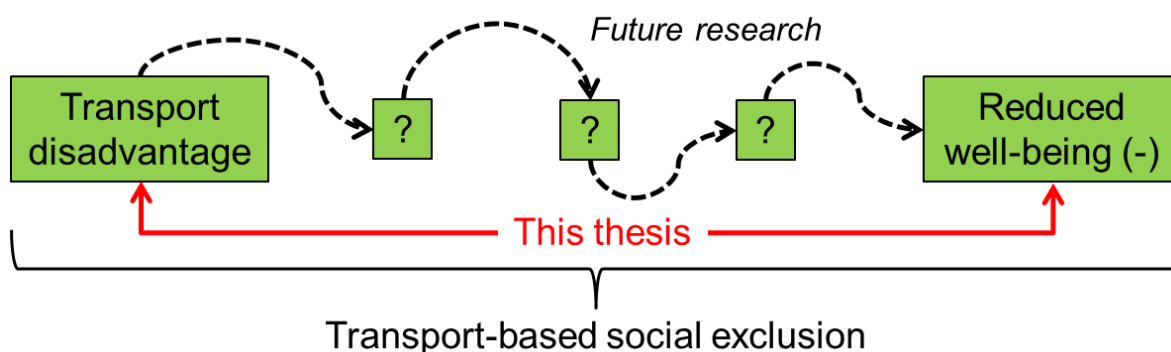 Future research
Transport
disadvantage
?
?
?
Reduced
well-being (-)
This thesis
Transport-based social exclusion